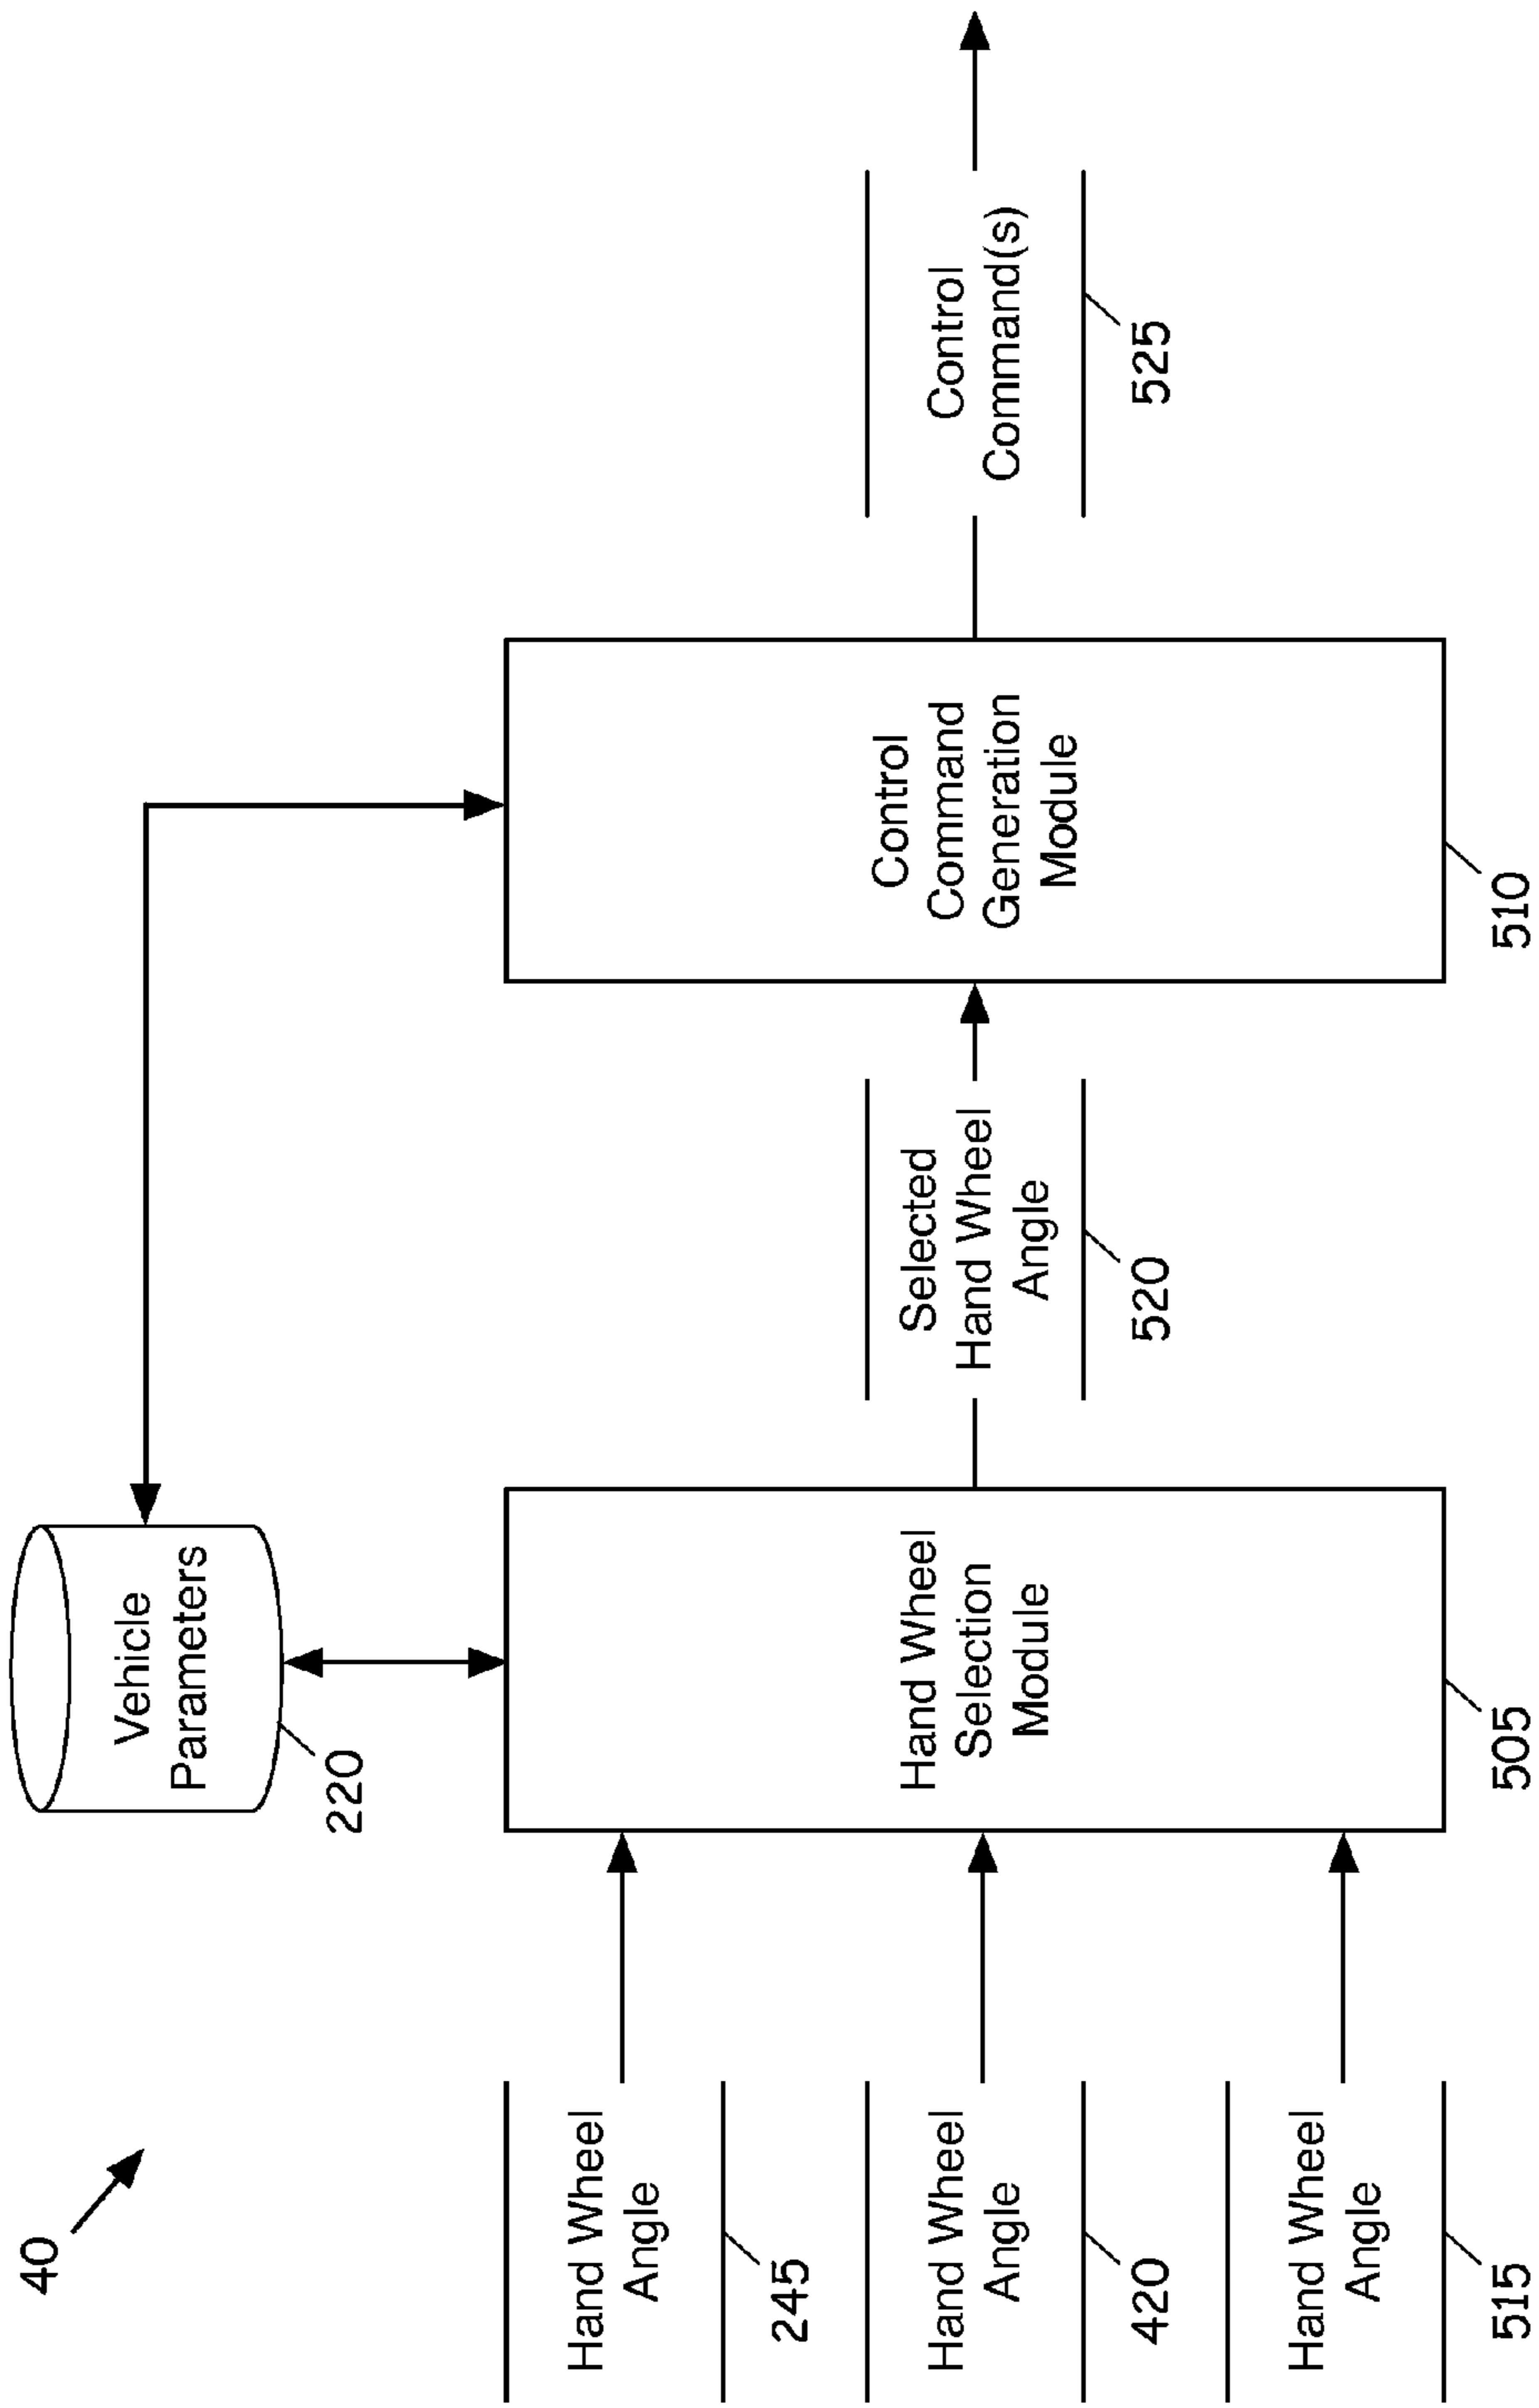 40
Vehicle
Parameters
220
Hand Wheel
Angle
245
Hand Wheel
Angle
420
Hand Wheel
Angle
515
Hand Wheel
Selection
Module
505
Selected
Hand Wheel
Angle
520
Control
Command
Generation
Module
510
Control
Command(s)
525